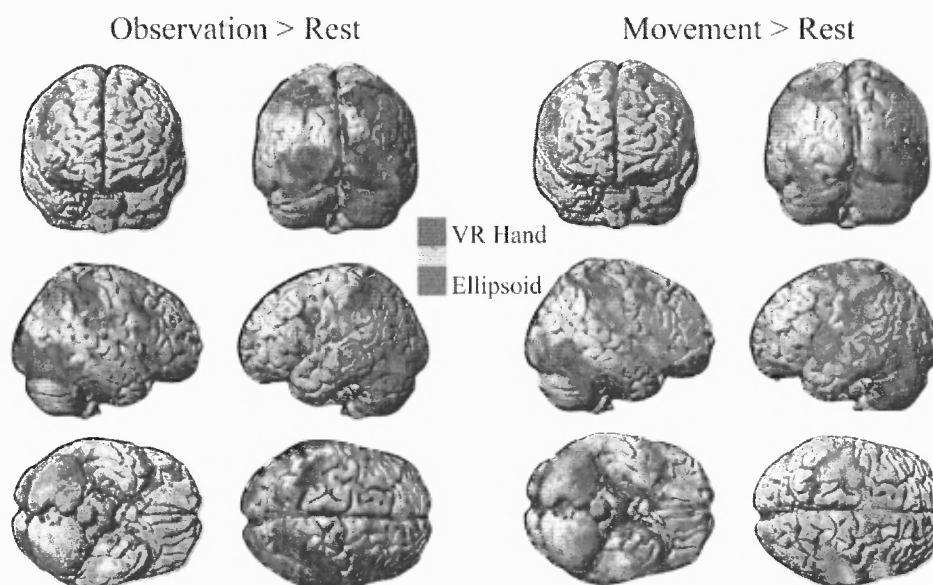 Observation > Rest
Movement > Rest
VR Hand
Ellipsoid